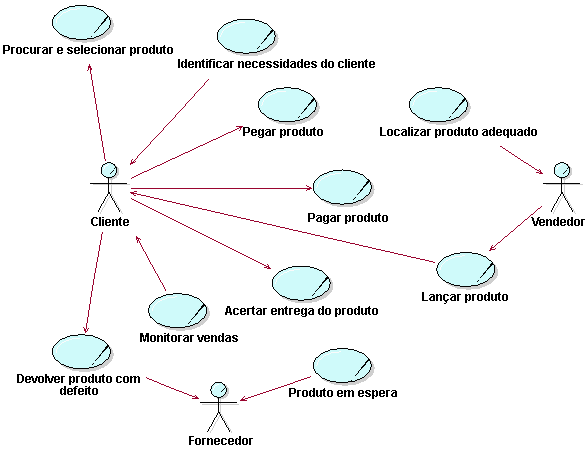 Procurar e selecionar produto
Identificar necessidades do cliente
Pegar produto
Localizar produto adequado
Cliente
Pagar produto
Vendedor
Lançar produto
Acertar entrega do produto
Monitorar vendas
Devolver produto com
defeito
Produto em espera
Fornecedor